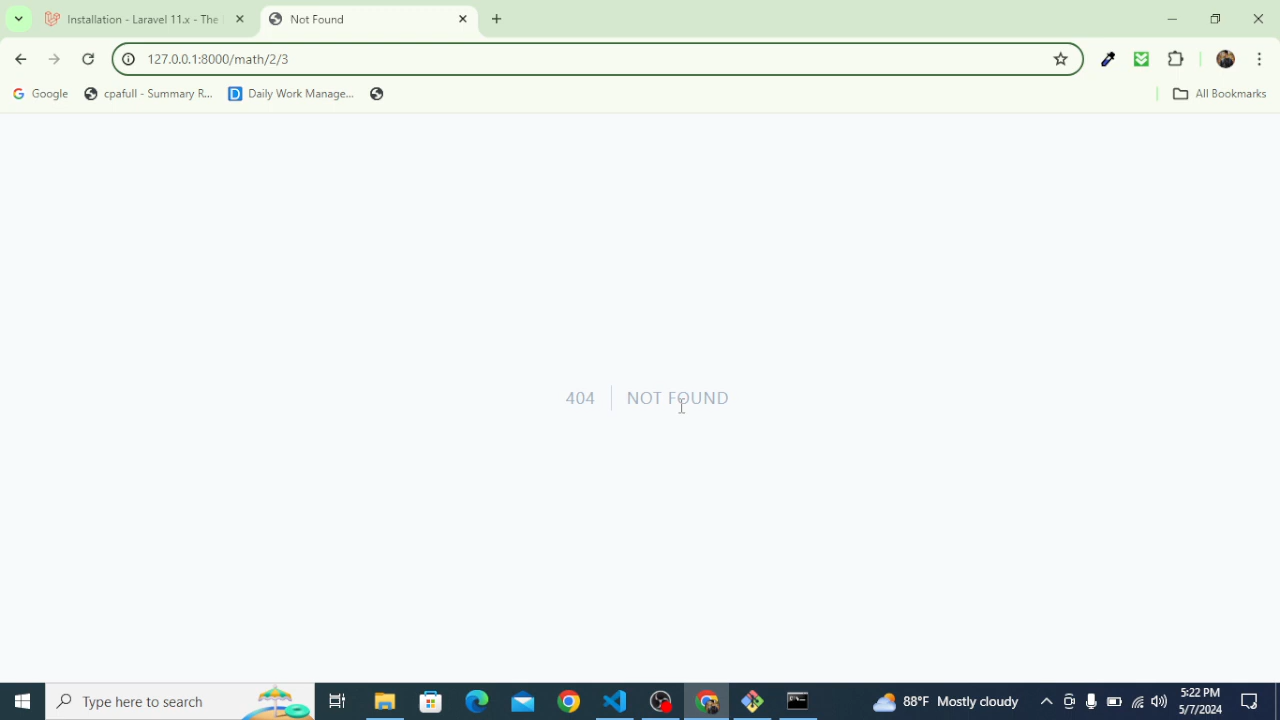 Installation - Laravel 11.x - The
Not Found
127.0.0.1:8000/math/2/3
Google
cpafull - Summary R...
Daily Work Manage...
All Bookmarks
404
NOT FOUND
Type here to search
88°F Mostly cloudy
5:22 PM
5/7/2024